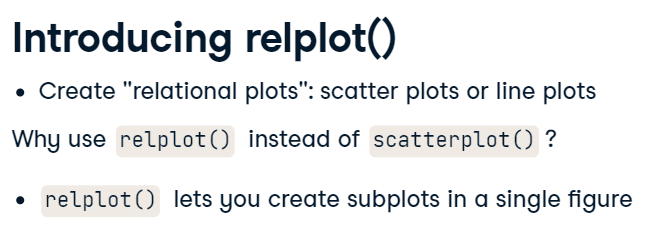 Introducing relplot()
• Create "relational plots": scatter plots or line plots
Why use relplot() instead of scatterplot() ?
• relplot() lets you create subplots in a single figure